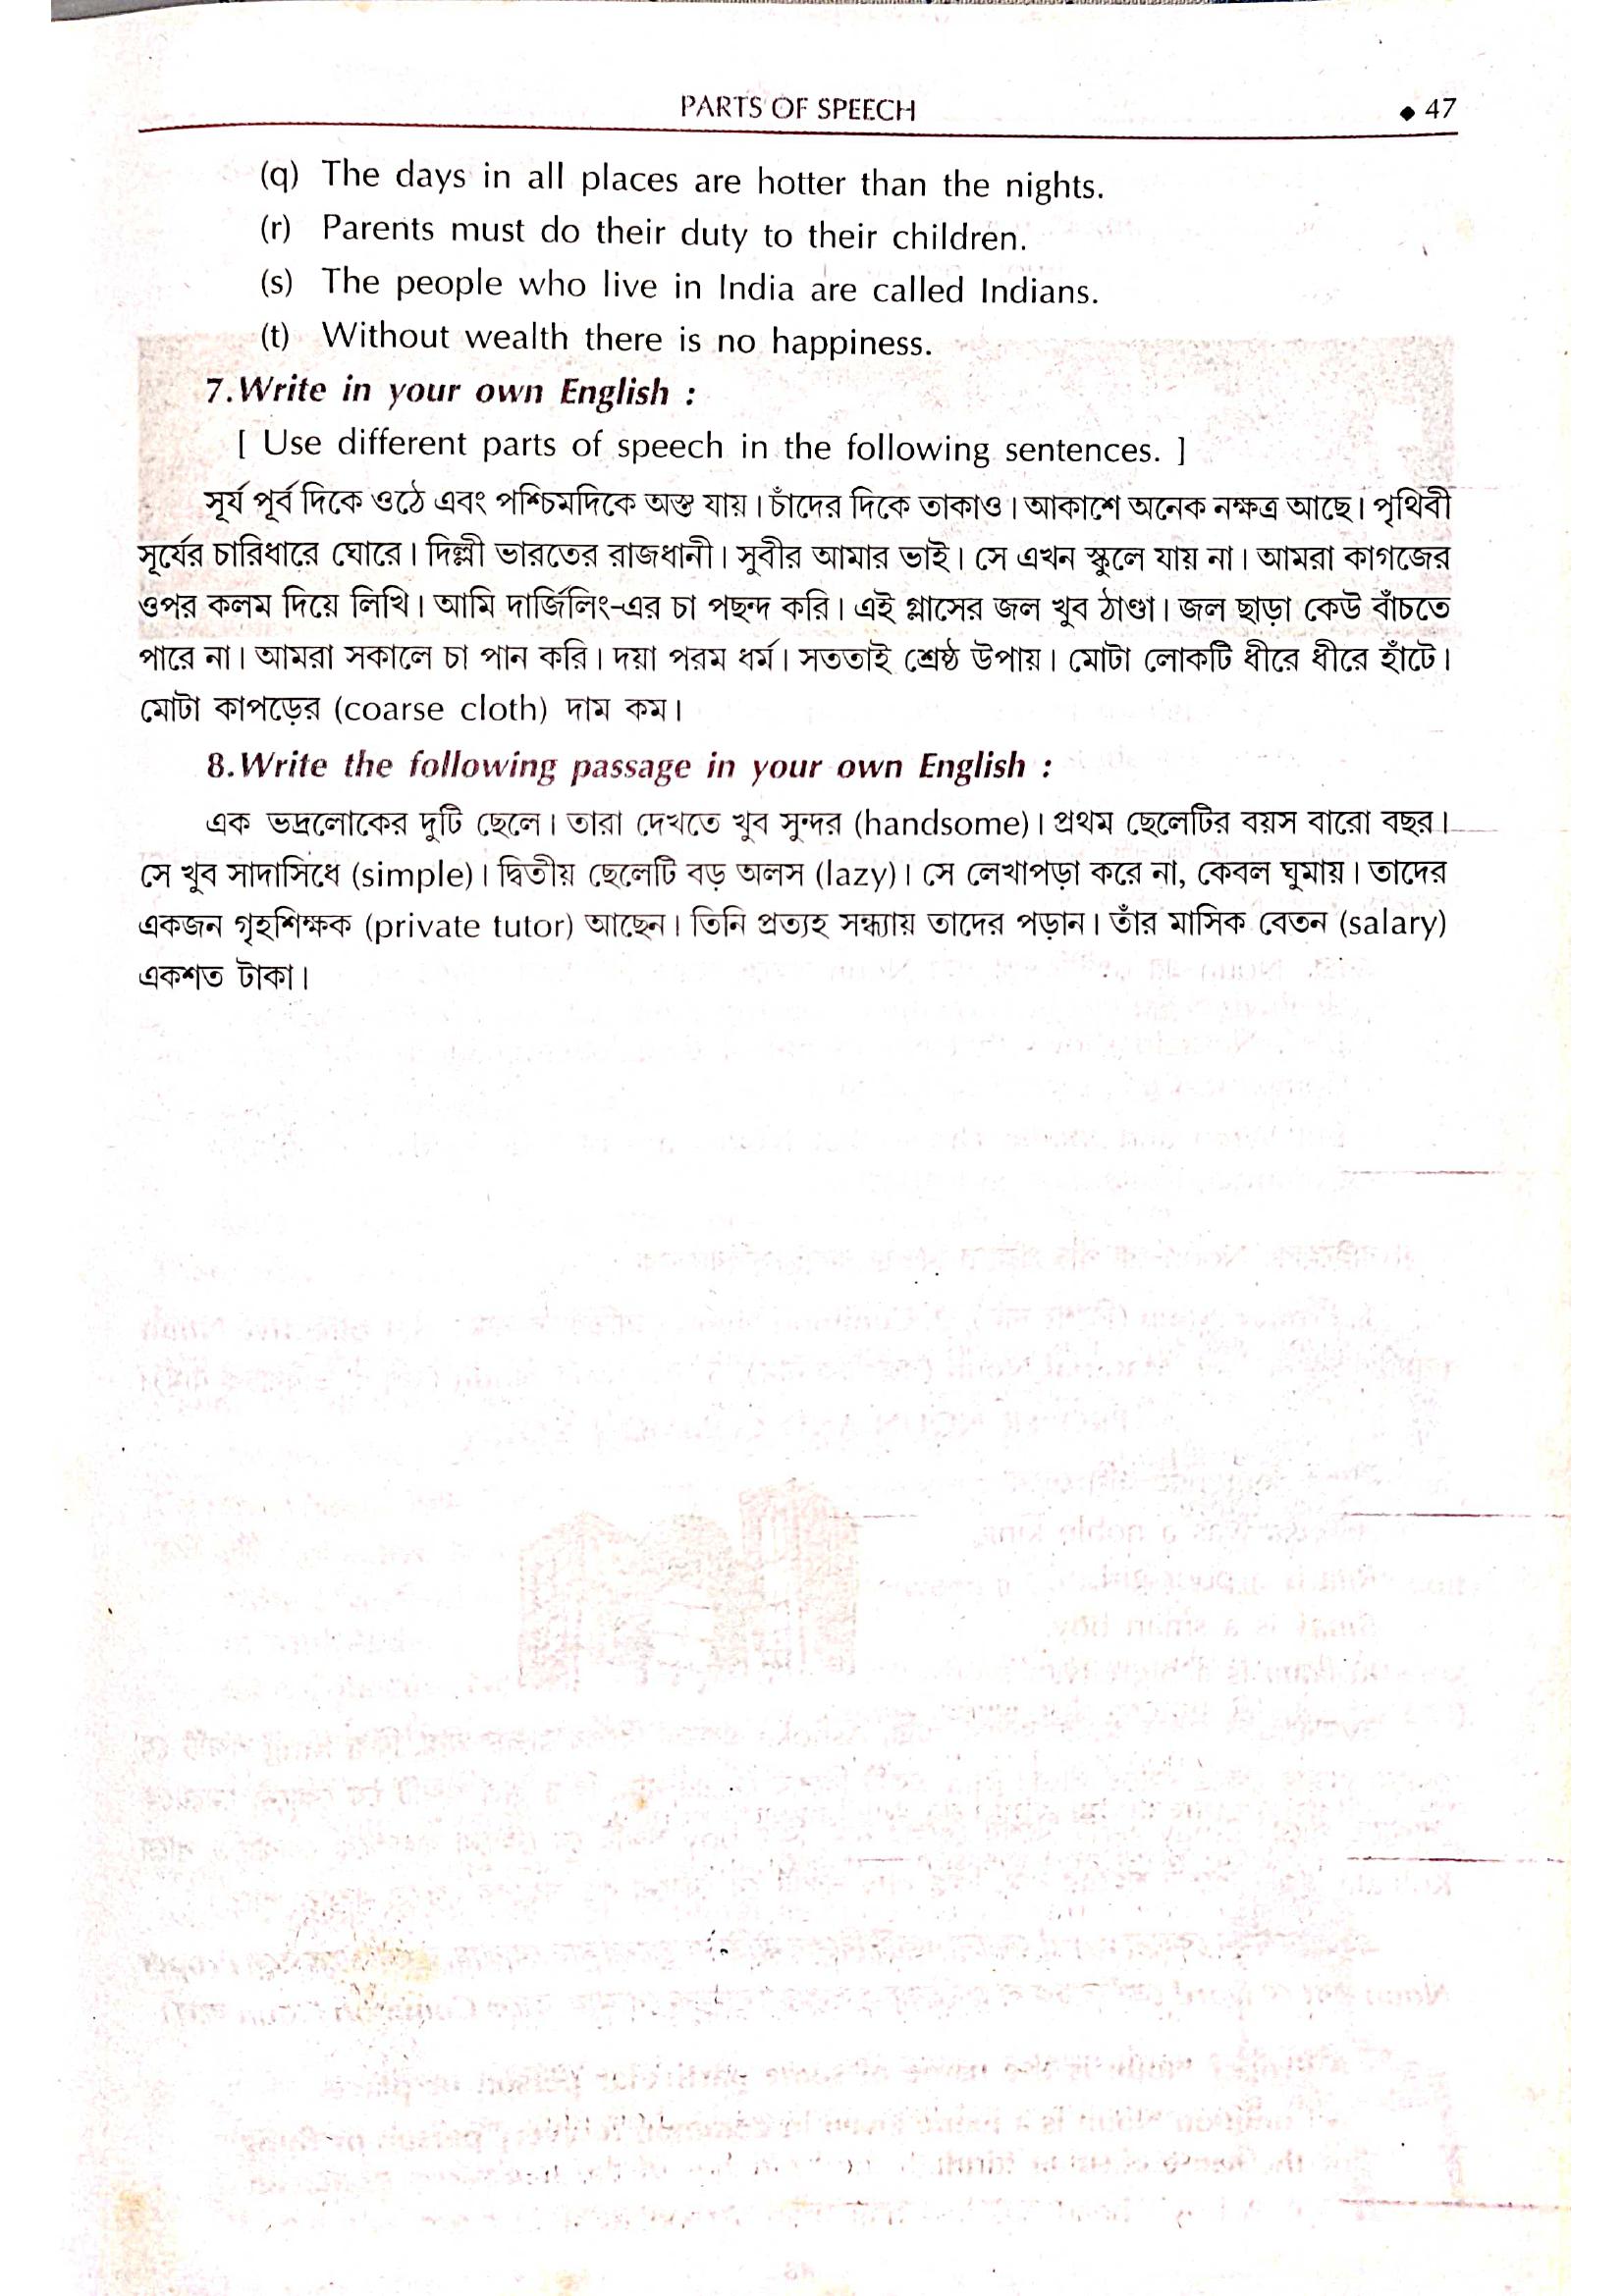 PARTS OF SPEECH ◆ 47
(q) The days in all places are hotter than the nights.
(r) Parents must do their duty to their children.
(s) The people who live in India are called Indians.
(t) Without wealth there is no happiness.
7.Write in your own English :
[ Use different parts of speech in the following sentences. ]
সূর্য পূর্ব দিকে ওঠে এবং পশ্চিমদিকে অস্ত যায়। চাঁদের দিকে তাকাও। আকাশে অনেক নক্ষত্র আছে। পৃথিবী
সূর্যের চারিধারে ঘোরে। দিল্লী ভারতের রাজধানী। সুবীর আমার ভাই। সে এখন স্কুলে যায় না। আমরা কাগজের
ওপর কলম দিয়ে লিখি। আমি দার্জিলিং-এর চা পছন্দ করি। এই গ্লাসের জল খুব ঠাণ্ডা। জল ছাড়া কেউ বাঁচতে
পারে না। আমরা সকালে চা পান করি। দয়া পরম ধর্ম। সততাই শ্রেষ্ঠ উপায়। মোটা লোকটি ধীরে ধীরে হাঁটে।
মোটা কাপড়ের (coarse cloth) দাম কম।
8.Write the following passage in your own English :
এক ভদ্রলোকের দুটি ছেলে। তারা দেখতে খুব সুন্দর (handsome)। প্রথম ছেলেটির বয়স বারো বছর।
সে খুব সাদাসিধে (simple)। দ্বিতীয় ছেলেটি বড় অলস (lazy)। সে লেখাপড়া করে না, কেবল ঘুমায়। তাদের
একজন গৃহশিক্ষক (private tutor) আছেন। তিনি প্রত্যহ সন্ধ্যায় তাদের পড়ান। তাঁর মাসিক বেতন (salary)
একশত টাকা।